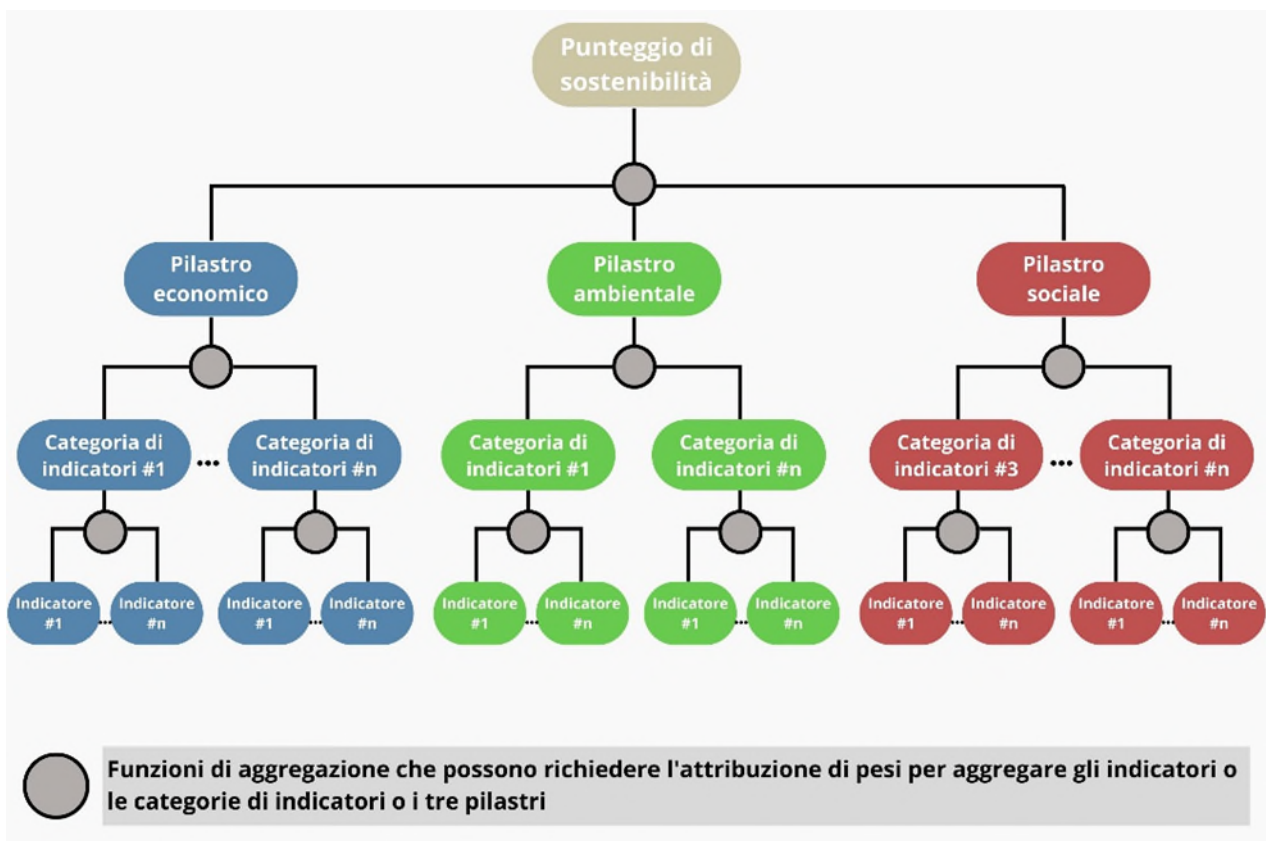 Punteggio di
sostenibilità
Pilastro
economico
Pilastro
ambientale
Pilastro
sociale
Categoria di
indicatori #1
...
Categoria di
indicatori #n
Categoria di
indicatori #1
Categoria di
indicatori #n
Categoria di
indicatori #3
...
Categoria di
indicatori #n
Indicatore
#1
...
Indicatore
#n
Indicatore
#1
...
Indicatore
#n
Indicatore
#1
...
Indicatore
#n
Indicatore
#1
...
Indicatore
#n
Indicatore
#1
...
Indicatore
#n
Indicatore
#1
...
Indicatore
#n
Funzioni di aggregazione che possono richiedere l'attribuzione di pesi per aggregare gli indicatori o
le categorie di indicatori o i tre pilastri